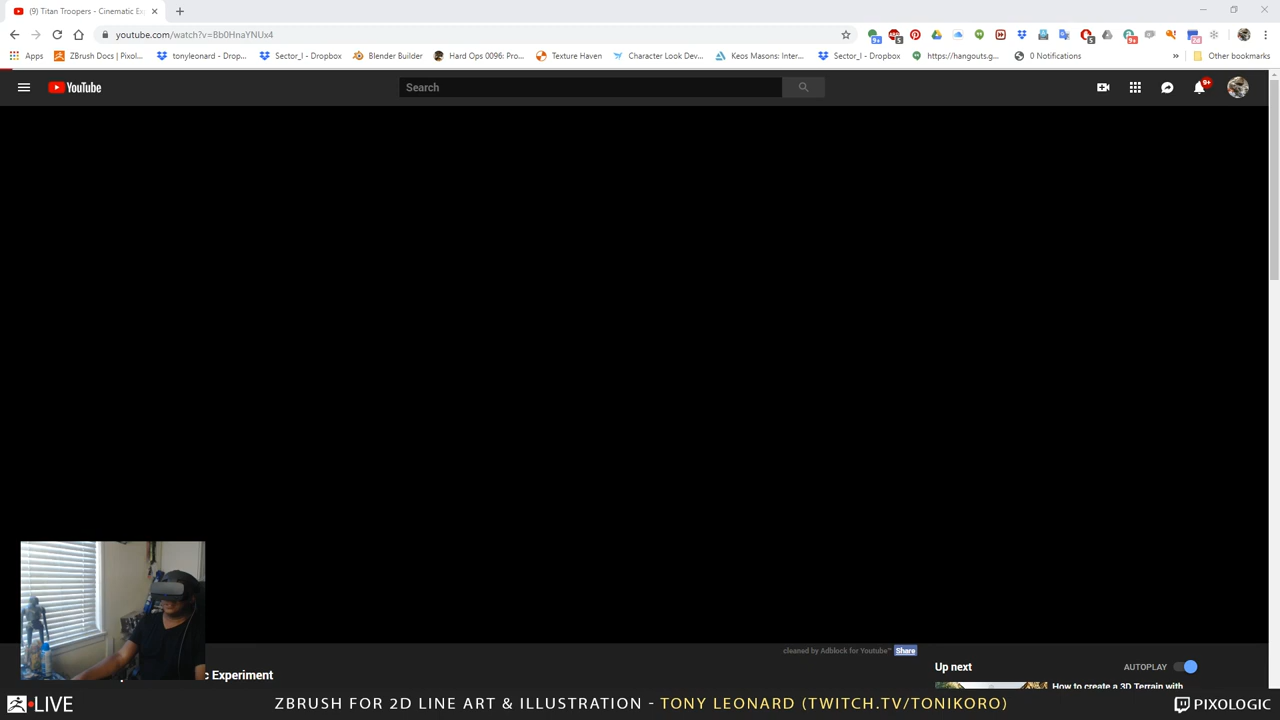 (9) Titan Troopers - Cinematic Ex
youtube.com/watch?v=Bb0HnaYNUx4
Apps
ZBrush Docs | Pixol...
tonyleonard - Drop...
Sector_I - Dropbox
Blender Builder
Hard Ops 0096: Pro...
Texture Haven
Character Look Dev...
Keos Masons: Inter...
Sector_I - Dropbox
https://hangouts.g...
0 Notifications
»
Other bookmarks
YouTube
Search
9+
cleaned by Adblock for Youtube™ Share
c Experiment
Up next
AUTOPLAY
How to create a 3D Terrain with
LIVE
ZBRUSH FOR 2D LINE ART & ILLUSTRATION - TONY LEONARD (TWITCH.TV/TONIKORO)
PIXOLOGIC